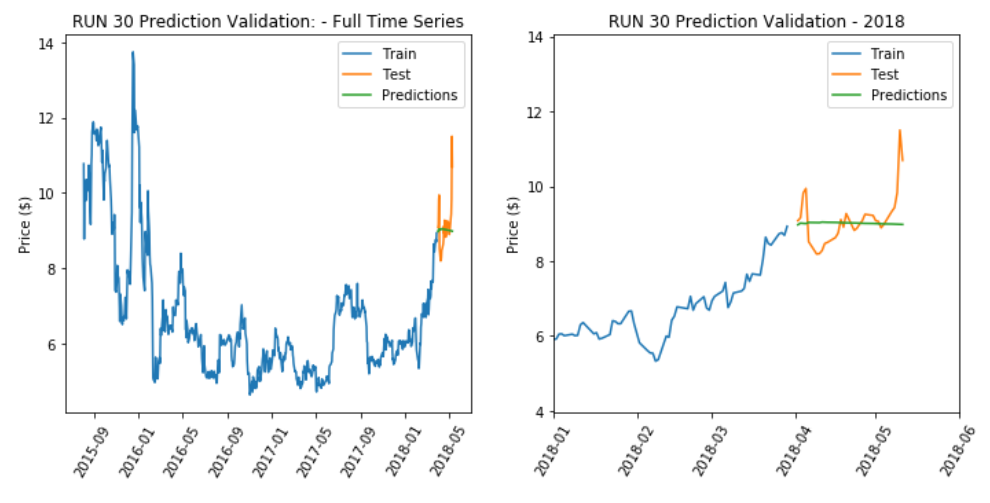 RUN 30 Prediction Validation: - Full Time Series
14
12
10
8
6
Price ($)
Train
Test
Predictions
2015-09
2016-01
2016-05
2016-09
2017-01
2017-05
2017-09
2018-01
2018-05
RUN 30 Prediction Validation - 2018
14
12
10
8
6
4
Price ($)
Train
Test
Predictions
2018-01
2018-02
2018-03
2018-04
2018-05
2018-06